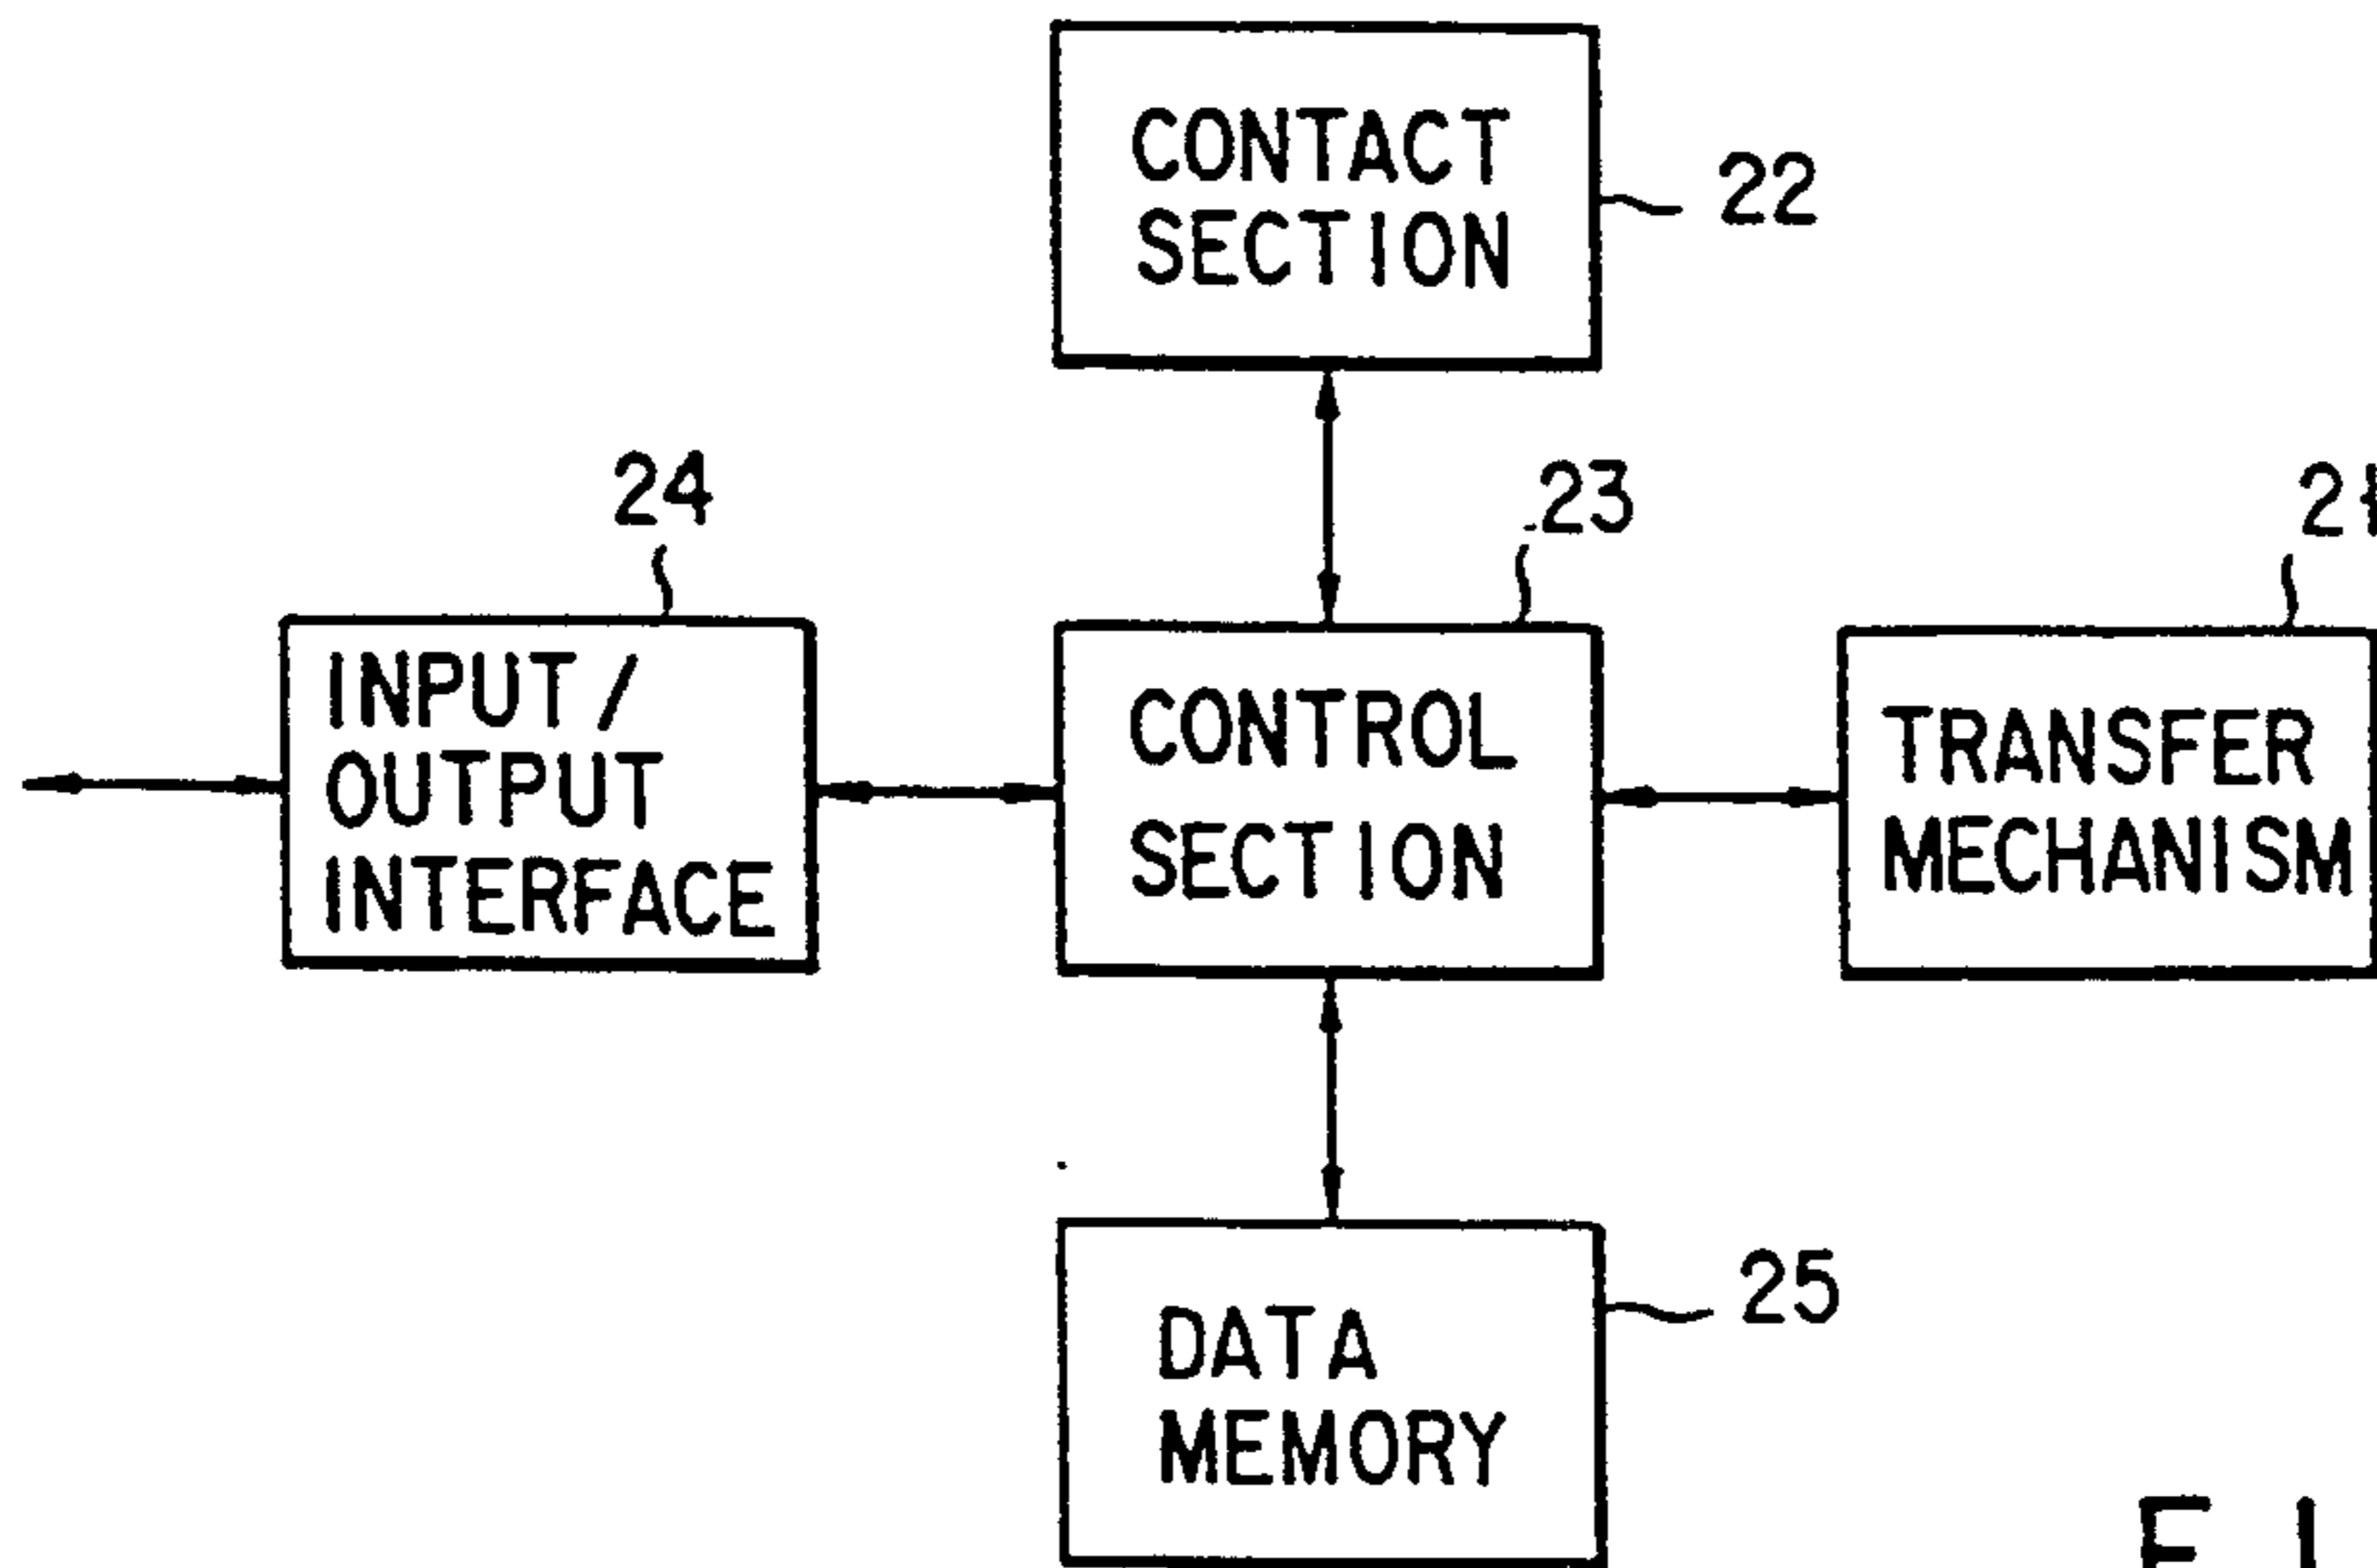 CONTACT
SECTION
22
24
23
INPUT/
OUTPUT
INTERFACE
CONTROL
SECTION
TRANSFER
MECHANISM
DATA
MEMORY
25